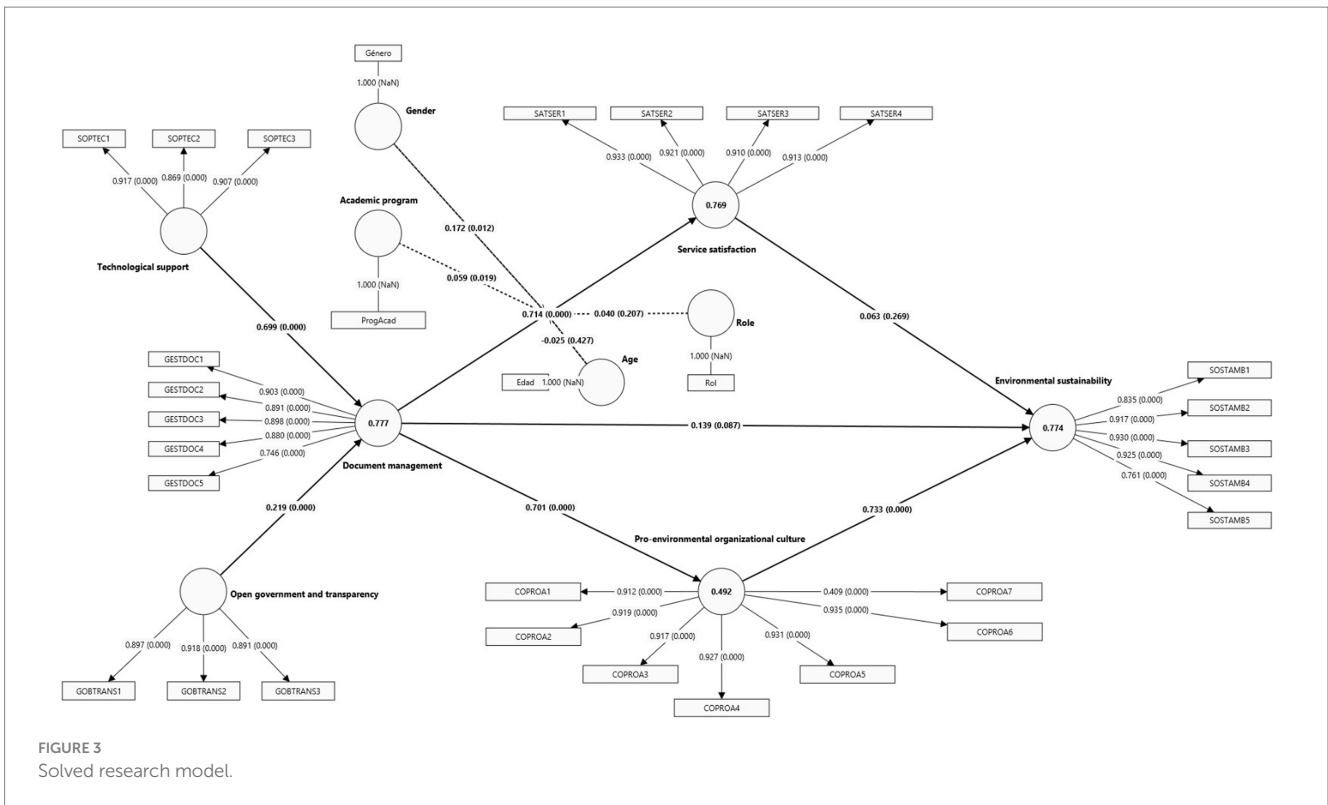 Género
1.000 (NaN)
Gender
SATSER1
SATSER2
SATSER3
SATSER4
0.933 (0.000)
0.921 (0.000)
0.910 (0.000)
0.913 (0.000)
SOPTEC1
SOPTEC2
SOPTEC3
0.917 (0.000)
0.869 (0.000)
0.907 (0.000)
Academic program
0.769
0.172 (0.012)
Service satisfaction
Technological support
0.059 (0.019)
1.000 (NaN)
ProgAcad
0.714 (0.000)
0.040 (0.207)
Role
0.063 (0.269)
0.699 (0.000)
-0.025 (0.427)
Age
1.000 (NaN)
Edad
1.000 (NaN)
Rol
GESTDOC1
GESTDOC2
GESTDOC3
GESTDOC4
GESTDOC5
0.903 (0.000)
0.891 (0.000)
0.898 (0.000)
0.880 (0.000)
0.746 (0.000)
0.777
Document management
0.139 (0.087)
Environmental sustainability
0.774
0.835 (0.000)
0.917 (0.000)
0.930 (0.000)
0.925 (0.000)
0.761 (0.000)
SOSTAMB1
SOSTAMB2
SOSTAMB3
SOSTAMB4
SOSTAMB5
0.219 (0.000)
0.701 (0.000)
0.733 (0.000)
Pro-environmental organizational culture
Open government and transparency
0.492
0.897 (0.000)
0.918 (0.000)
0.891 (0.000)
GOBTRANS1
GOBTRANS2
GOBTRANS3
COPROA1
0.912 (0.000)
0.409 (0.000)
COPROA7
COPROA2
0.919 (0.000)
0.935 (0.000)
COPROA6
0.917 (0.000)
0.931 (0.000)
COPROA3
0.927 (0.000)
COPROA5
COPROA4
FIGURE 3
Solved research model.